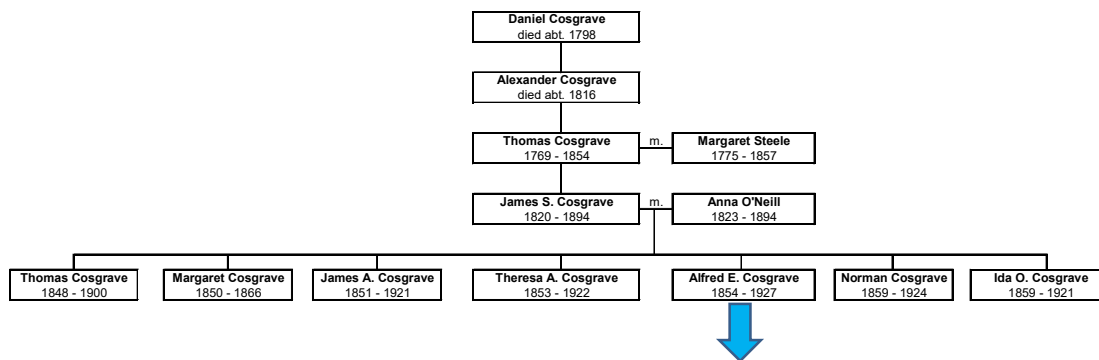 Daniel Cosgrave
died abt. 1798
Alexander Cosgrave
died abt. 1816
Thomas Cosgrave
1769 - 1854
m.
Margaret Steele
1775 - 1857
James S. Cosgrave
1820 - 1894
m.
Anna O'Neill
1823 - 1894
Thomas Cosgrave
1848 - 1900
Margaret Cosgrave
1850 - 1866
James A. Cosgrave
1851 - 1921
Theresa A. Cosgrave
1853 - 1922
Alfred E. Cosgrave
1854 - 1927
Norman Cosgrave
1859 - 1924
Ida O. Cosgrave
1859 - 1921